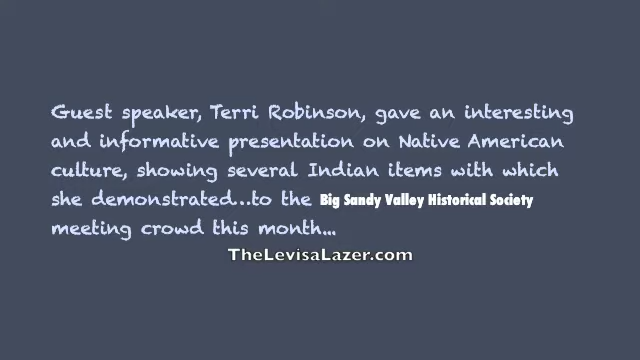 Guest speaker, Terri Robinson, gave an interesting
and informative presentation on Native American
culture, showing several Indian items with which
she demonstrated...to the Big Sandy Valley Historical Society
meeting crowd this month...
TheLevisaLazer.com